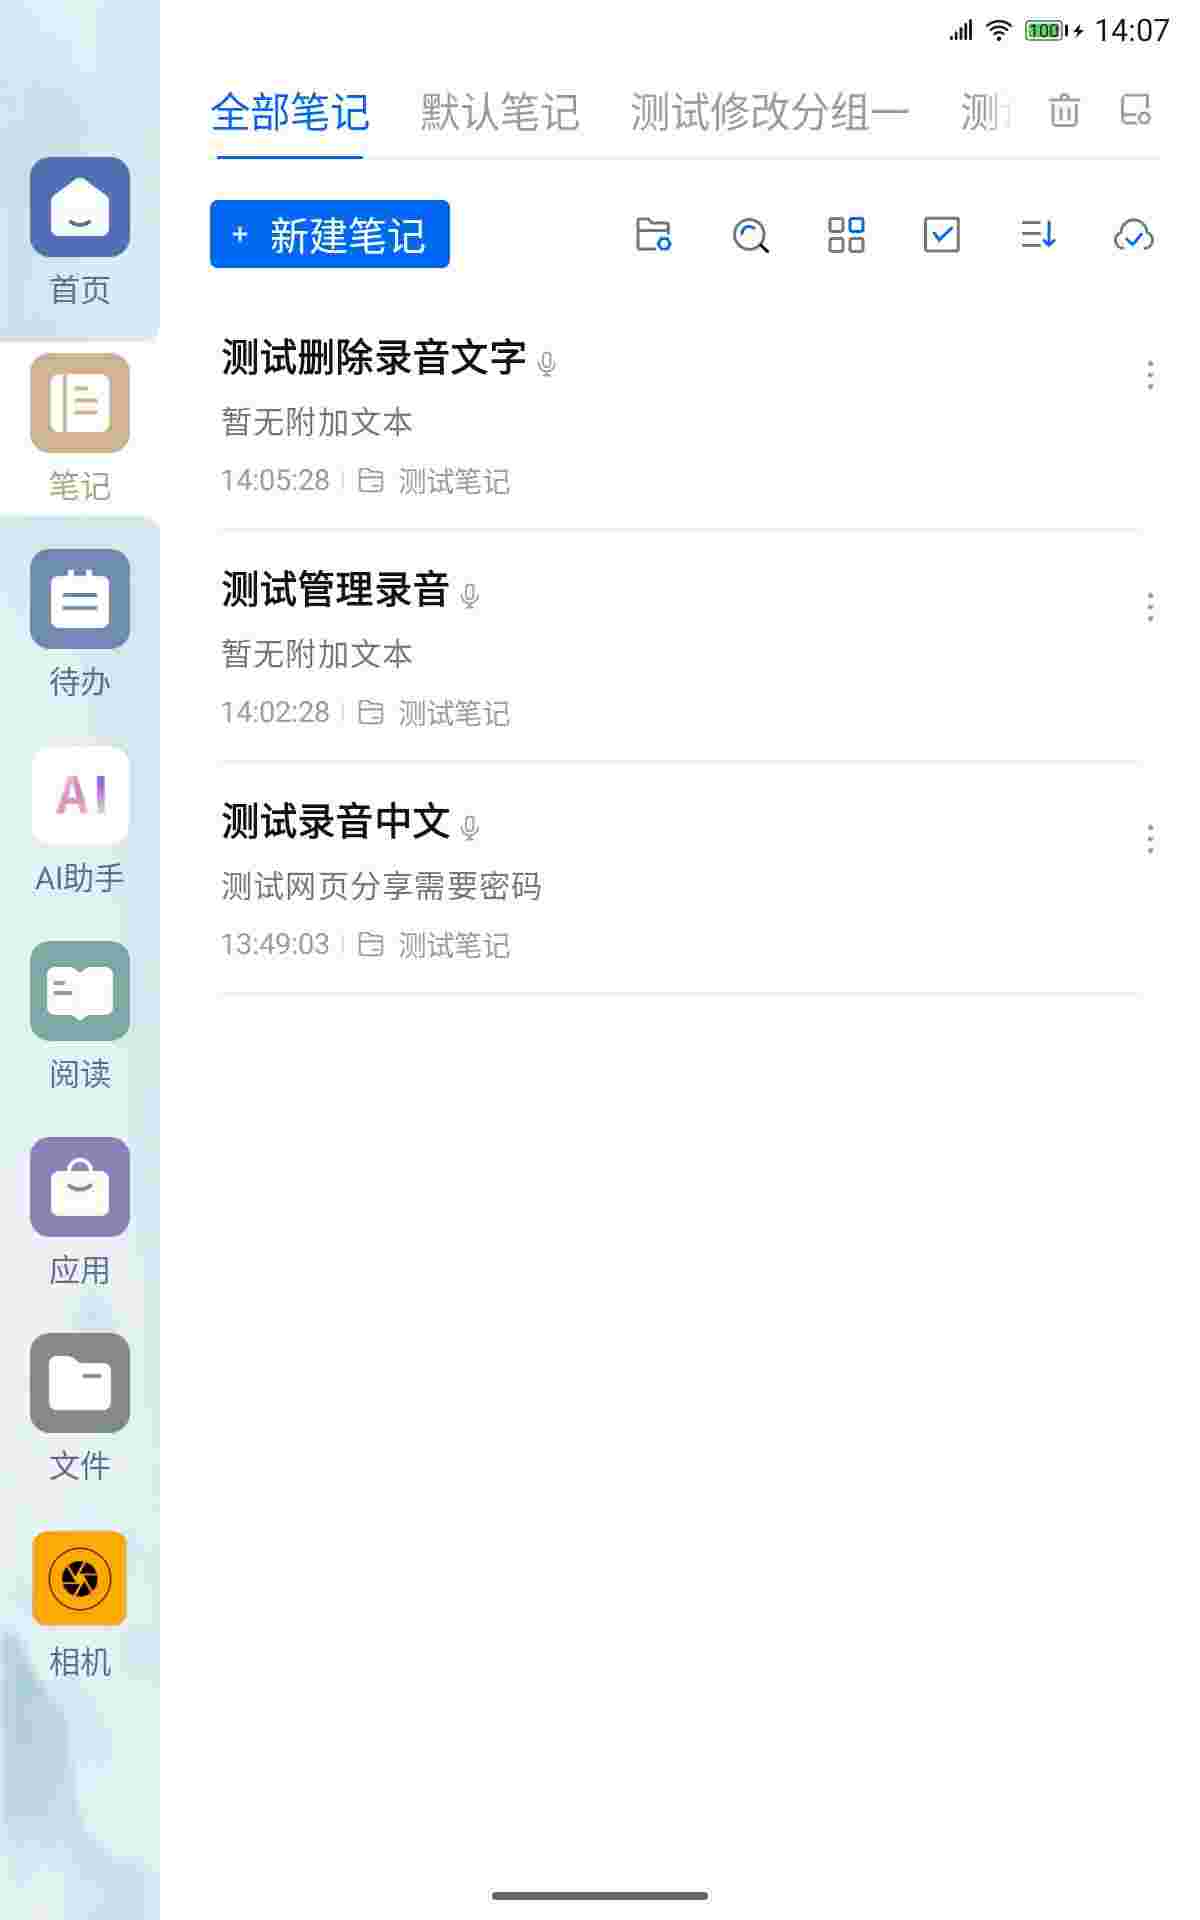 100 14:07
全部笔记 默认笔记 测试修改分组一 测
首页
+ 新建笔记
测试删除录音文字
暂无附加文本
14:05:28 测试笔记
笔记
测试管理录音
暂无附加文本
14:02:28 测试笔记
待办
测试录音中文
测试网页分享需要密码
13:49:03 测试笔记
AI
AI助手
阅读
应用
文件
相机